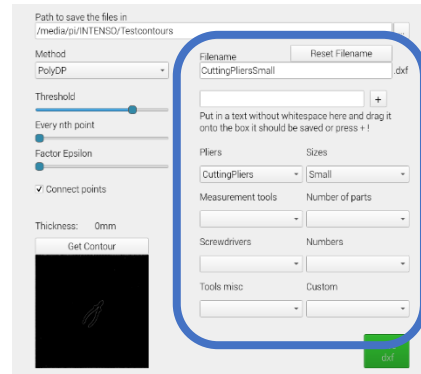 Path to save the files in
/media/pi/INTENSO/Testcontours
...
Method
PolyDP
Threshold
Every nth point
Factor Epsilon
Connect points
Thickness: 0mm
Get Contour
Filename
Reset Filename
CuttingPliersSmall
.dxf
+
Put in a text without whitespace here and drag it
onto the box it should be saved or press + !
Pliers Sizes
CuttingPliers Small
Measurement tools Number of parts
Screwdrivers Numbers
Tools misc Custom
dxf